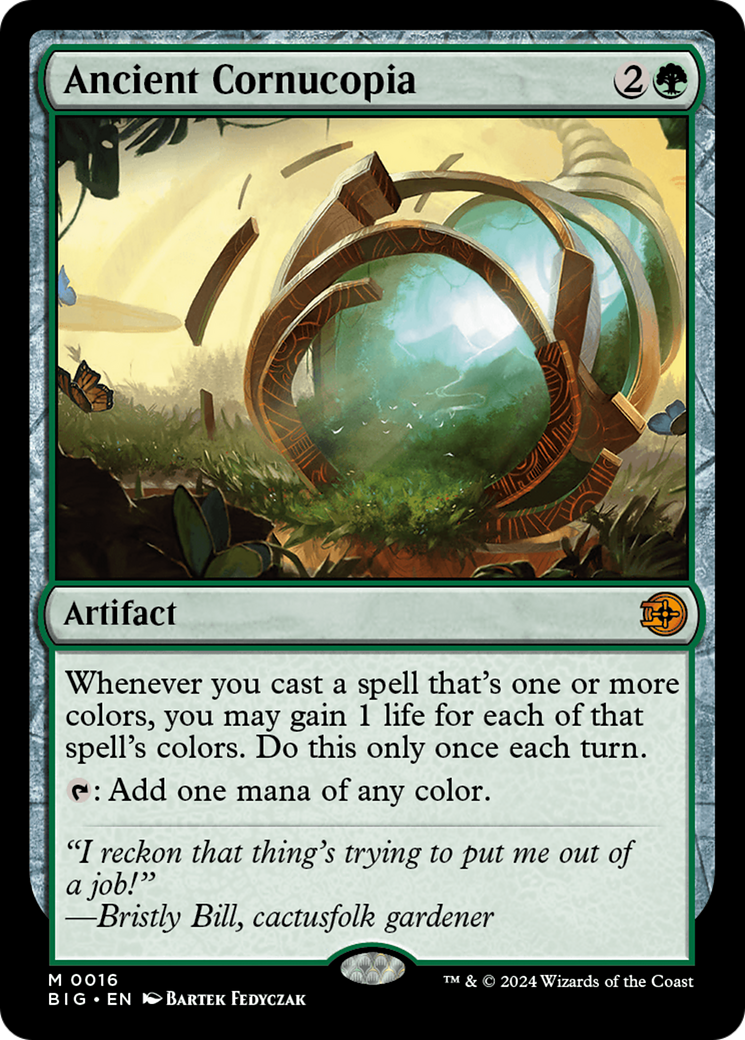 Ancient Cornucopia 2
Artifact
Whenever you cast a spell that's one or more
colors, you may gain 1 life for each of that
spell's colors. Do this only once each turn.
: Add one mana of any color.
“I reckon that thing's trying to put me out of
a job!”
—Bristly Bill, cactusfolk gardener
M 0016
BIG • EN Bartek Fedyczak
™ & © 2024 Wizards of the Coast